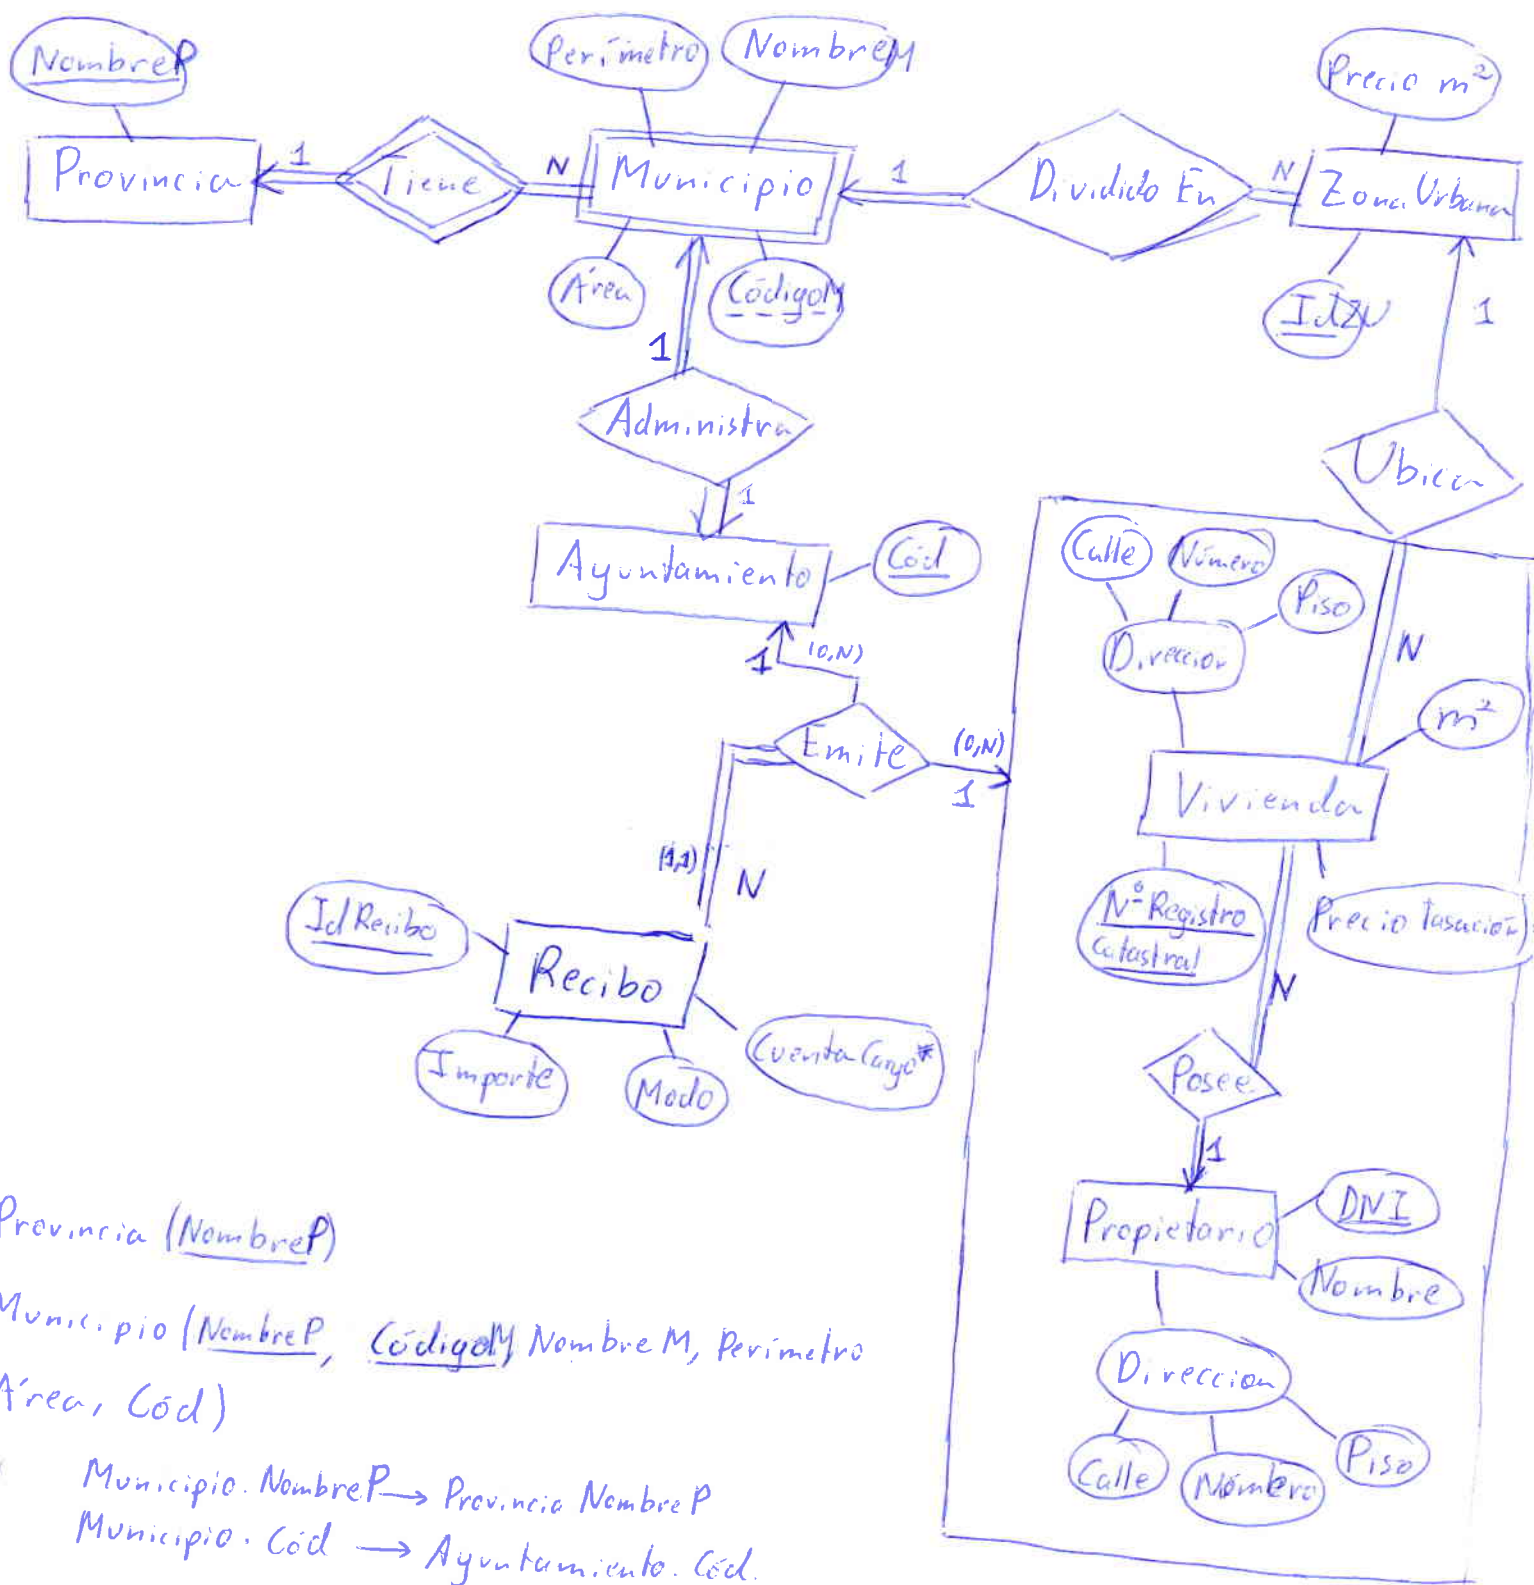 NombreP
Perímetro
NombreM
Precio m²
Provincia
1
Tiene
N
Municipio
1
Dividido En
N
Zona Urbana
Área
CódigoM
IdZU
1
1
Administra
Ubica
1
Ayuntamiento
Cód
Calle
Número
Piso
Dirección
N
1
(0,N)
m²
Emite
(0,N)
1
Vivienda
(1,1)
N
IdRecibo
Nº Registro
Catastral
Precio Tasación
Recibo
N
Importe
Modo
CuentaCargo*
Posee
1
Propietario
DNI
Nombre
Provincia (NombreP)
Municipio (NombreP, CódigoM, NombreM, Perímetro
Área, Cód)
Dirección
Calle
Número
Piso
Municipio.NombreP → Provincia NombreP
Municipio.Cód → Ayuntamiento.Cód.